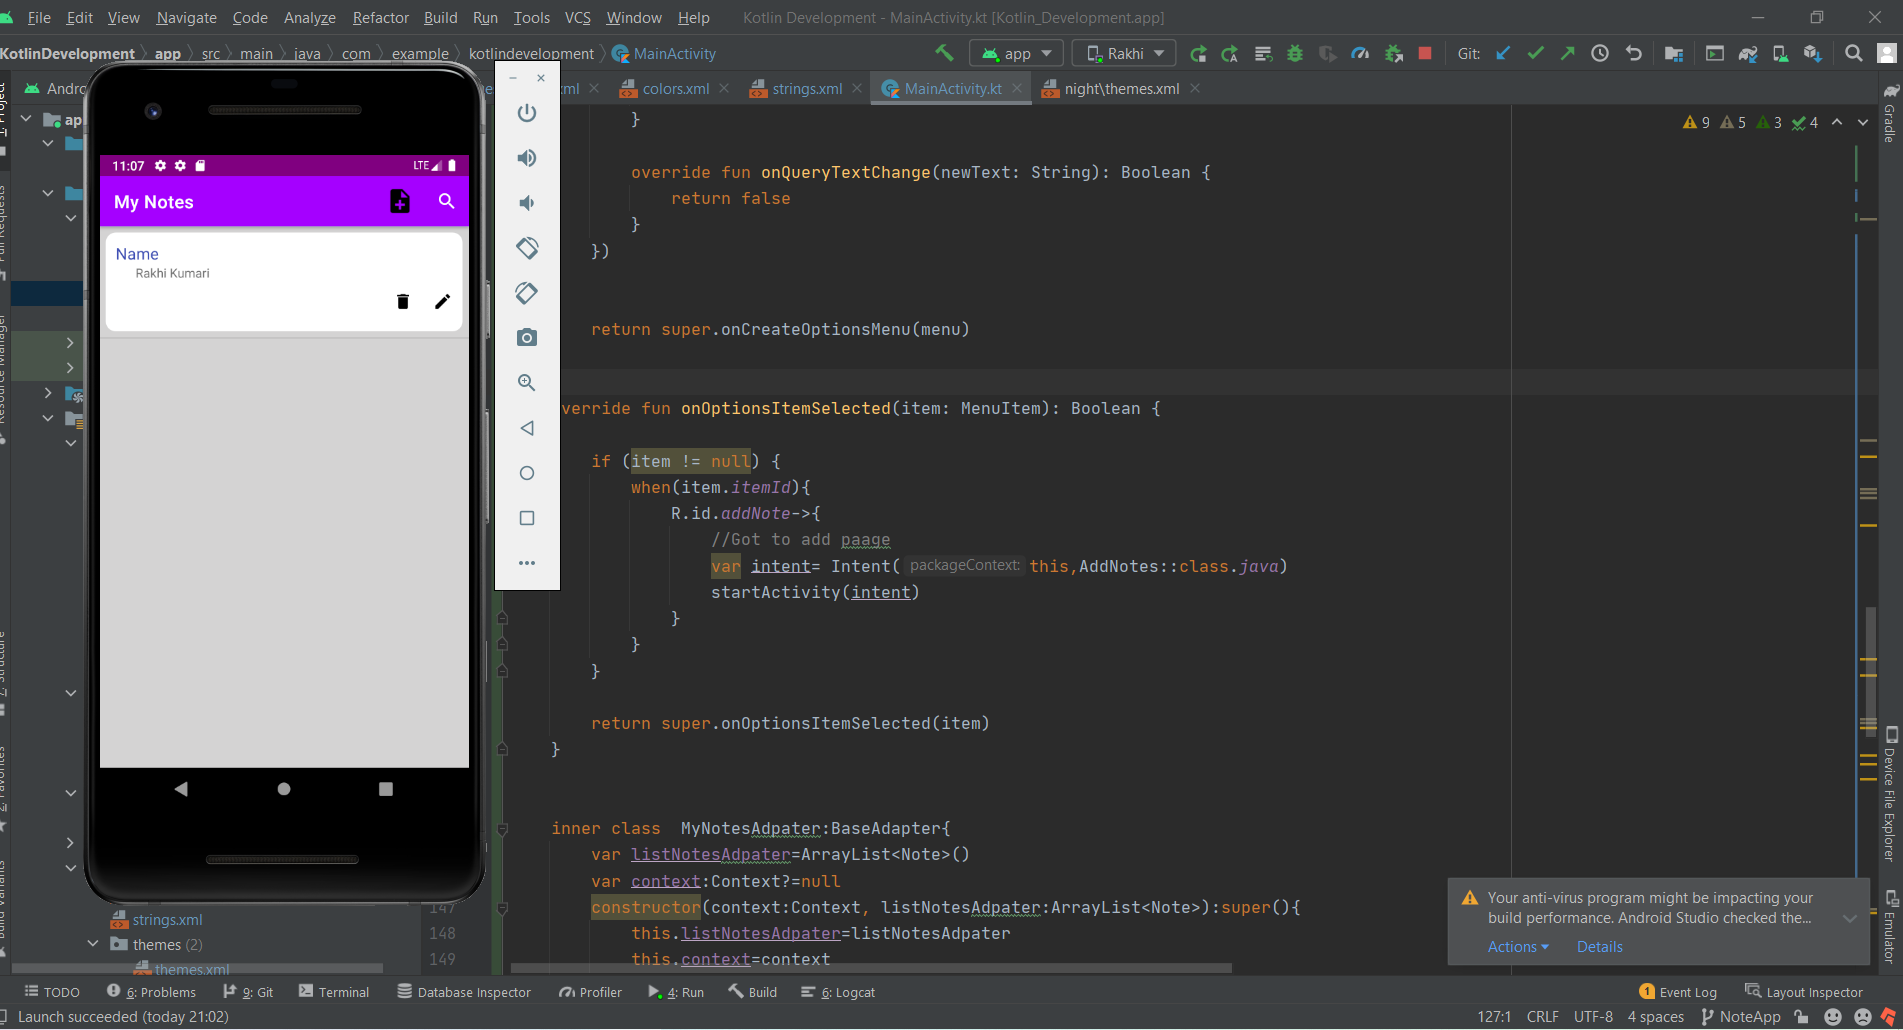 File Edit View Navigate Code Analyze Refactor Build Run Tools VCS Window Help Kotlin Development - MainActivity.kt [Kotlin_Development.app]
KotlinDevelopment app src main java com example kotlindevelopment MainActivity app Rakhi Git:
Andro ml colors.xml strings.xml MainActivity.kt night\themes.xml
ap
9 5 3 4
11:07 LTE
My Notes
Name
Rakhi Kumari
}
override fun onQueryTextChange(newText: String): Boolean {
return false
}
})
return super.onCreateOptionsMenu(menu)
verride fun onOptionsItemSelected(item: MenuItem): Boolean {
if (item != null) {
when(item.itemId){
R.id.addNote->{
//Got to add paage
var intent= Intent( packageContext: this,AddNotes::class.java)
startActivity(intent)
}
}
}
return super.onOptionsItemSelected(item)
}
inner class MyNotesAdpater:BaseAdapter{
var listNotesAdpater=ArrayList<Note>()
var context:Context?=null
147 constructor(context:Context, listNotesAdpater:ArrayList<Note>):super(){
148 this.listNotesAdpater=listNotesAdpater
149 this.context=context
strings.xml
themes (2)
themes.xml
Gradle
Device File Explorer
Emulator
Resource Manager
Your anti-virus program might be impacting your
build performance. Android Studio checked the...
Actions Details
TODO 6: Problems 9: Git Terminal Database Inspector Profiler 4: Run Build 6: Logcat 1 Event Log Layout Inspector
Launch succeeded (today 21:02) 127:1 CRLF UTF-8 4 spaces NoteApp